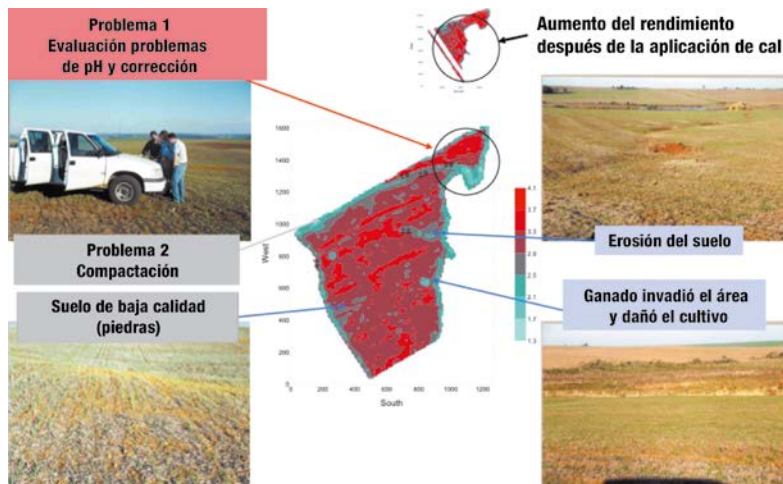 Problema 1
Evaluación problemas
de pH y corrección
Aumento del rendimiento
después de la aplicación de cal
Problema 2
Compactación
Suelo de baja calidad
(piedras)
Erosión del suelo
Ganado invadió el área
y dañó el cultivo
1600
1400
1200
1000
800
600
400
200
0
West
0
200
400
600
800
1000
1200
South
4.1
3.7
3.3
2.9
2.5
2.1
1.7
1.3